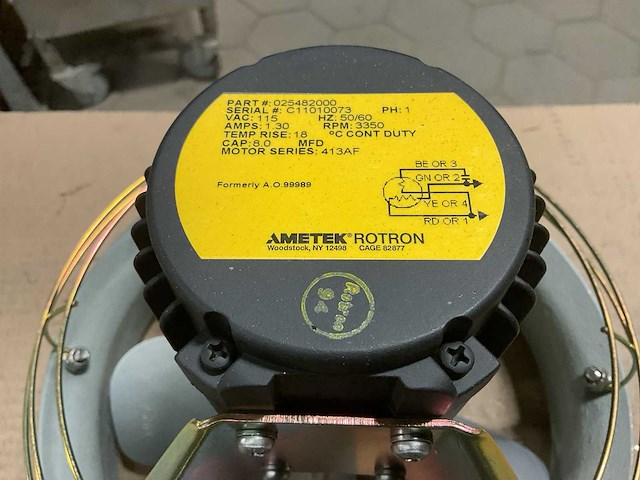 PART #: 025482000
SERIAL #: C11010073 PH: 1
VAC: 115 HZ: 50/60
AMPS: 1.30 RPM: 3350
TEMP RISE: 18 ºC CONT DUTY
CAP: 8.0 MFD
MOTOR SERIES: 413AF
BE OR 3
GN OR 2
Formerly A.O.99989
YE OR 4
RD OR 1
AMETEK® ROTRON
Woodstock, NY 12498 CAGE 82877